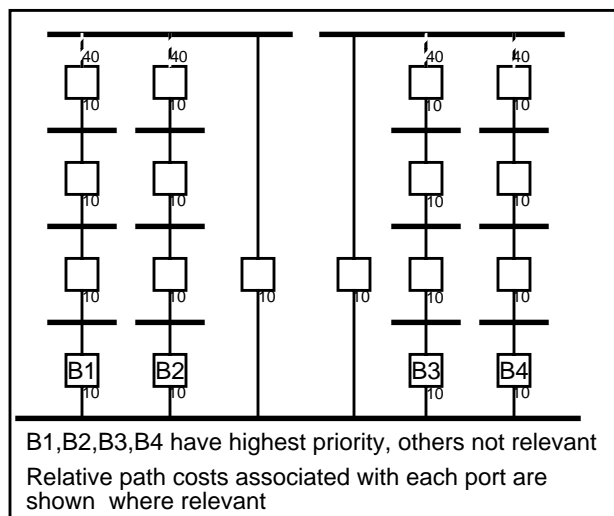 40 40 40 40
10 10 10 10
10 10 10 10
10 10 10 10 10 10
B1 B2 B3 B4
10 10 10 10
B1,B2,B3,B4 have highest priority, others not relevant
Relative path costs associated with each port are
shown where relevant